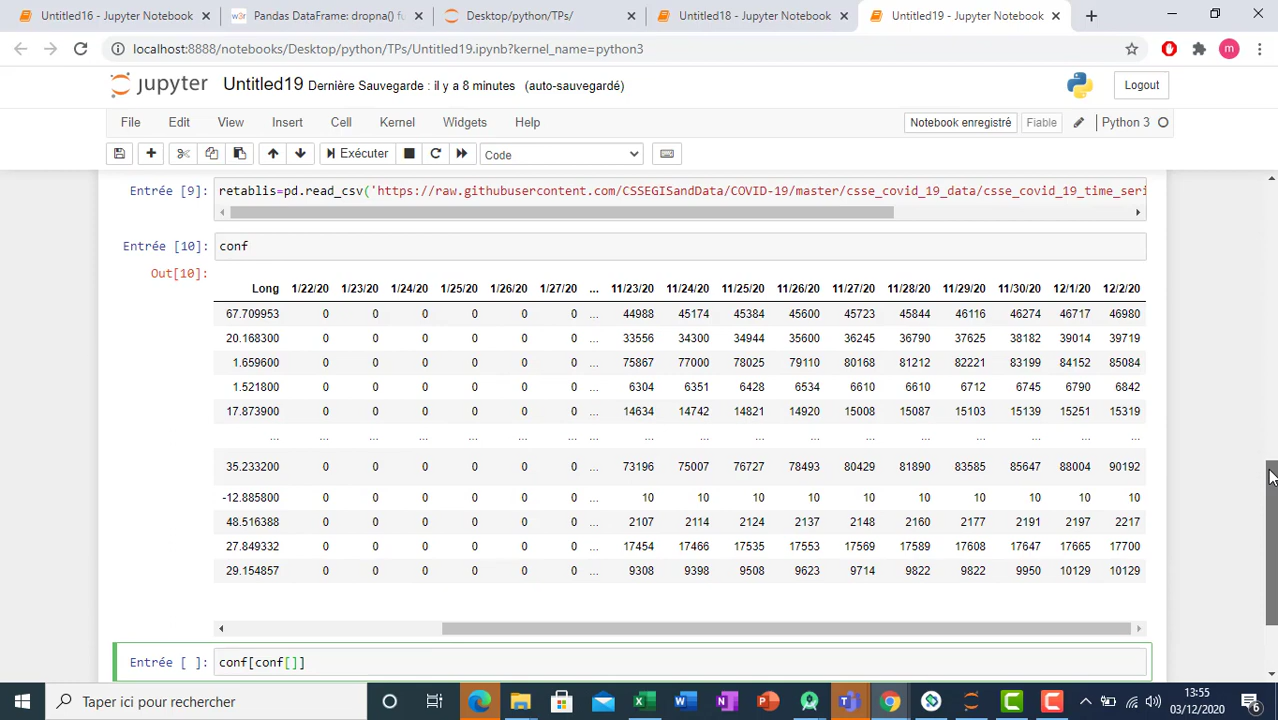 Untitled16 - Jupyter Notebook
Pandas DataFrame: dropna() fu
Desktop/python/TPs/
Untitled18 - Jupyter Notebook
Untitled19 - Jupyter Notebook
localhost:8888/notebooks/Desktop/python/TPs/Untitled19.ipynb?kernel_name=python3
jupyter Untitled19 Dernière Sauvegarde : il y a 8 minutes (auto-sauvegardé) Logout
File Edit View Insert Cell Kernel Widgets Help Notebook enregistré Fiable Python 3
Exécuter Code
Entrée [9]: retablis=pd.read_csv('https://raw.githubusercontent.com/CSSEGISandData/COVID-19/master/csse_covid_19_data/csse_covid_19_time_seri
Entrée [10]: conf
Out[10]:
Long 1/22/20 1/23/20 1/24/20 1/25/20 1/26/20 1/27/20 ... 11/23/20 11/24/20 11/25/20 11/26/20 11/27/20 11/28/20 11/29/20 11/30/20 12/1/20 12/2/20
67.709953 0 0 0 0 0 0 ... 44988 45174 45384 45600 45723 45844 46116 46274 46717 46980
20.168300 0 0 0 0 0 0 ... 33556 34300 34944 35600 36245 36790 37625 38182 39014 39719
1.659600 0 0 0 0 0 0 ... 75867 77000 78025 79110 80168 81212 82221 83199 84152 85084
1.521800 0 0 0 0 0 0 ... 6304 6351 6428 6534 6610 6610 6712 6745 6790 6842
17.873900 0 0 0 0 0 0 ... 14634 14742 14821 14920 15008 15087 15103 15139 15251 15319
... ... ... ... ... ... ... ... ... ... ... ... ... ... ... ... ... ...
35.233200 0 0 0 0 0 0 ... 73196 75007 76727 78493 80429 81890 83585 85647 88004 90192
-12.885800 0 0 0 0 0 0 ... 10 10 10 10 10 10 10 10 10 10
48.516388 0 0 0 0 0 0 ... 2107 2114 2124 2137 2148 2160 2177 2191 2197 2217
27.849332 0 0 0 0 0 0 ... 17454 17466 17535 17553 17569 17589 17608 17647 17665 17700
29.154857 0 0 0 0 0 0 ... 9308 9398 9508 9623 9714 9822 9822 9950 10129 10129
Entrée [ ]: conf[conf[]]
Taper ici pour rechercher
13:55
03/12/2020
6